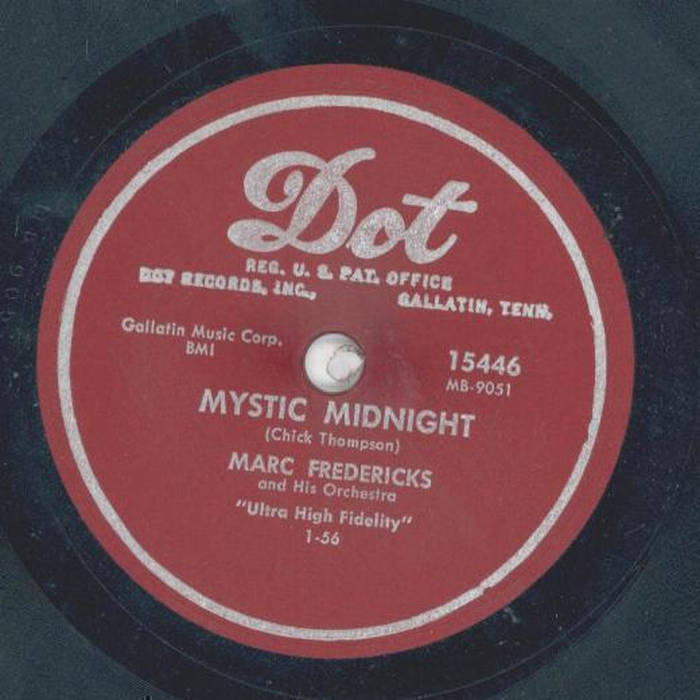 Dot
REG. U. S. PAT. OFFICE
DOT RECORDS, INC., GALLATIN, TENN.
Gallatin Music Corp.
BMI
15446
MB-9051
MYSTIC MIDNIGHT
(Chick Thompson)
MARC FREDERICKS
and His Orchestra
"Ultra High Fidelity"
1-56